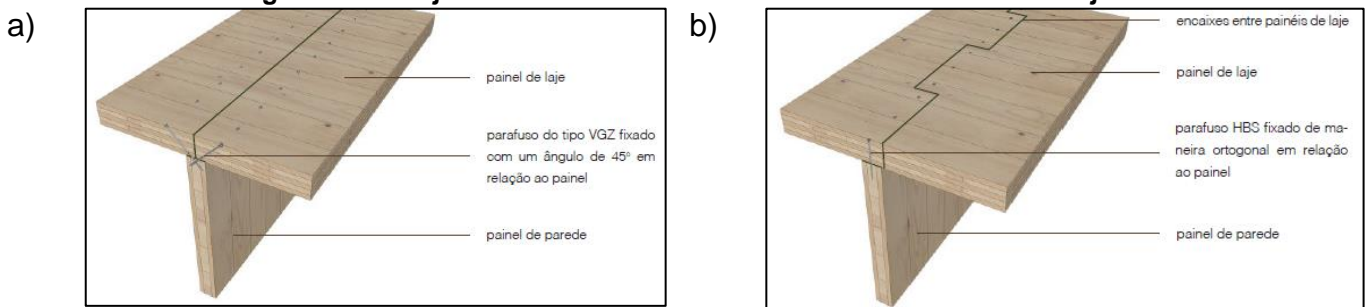 a)
painel de laje
parafuso do tipo VGZ fixado
com um ângulo de 45º em
relação ao painel
painel de parede
b)
encaixes entre painéis de laje
painel de laje
parafuso HBS fixado de ma-
neira ortogonal em relação
ao painel
painel de parede